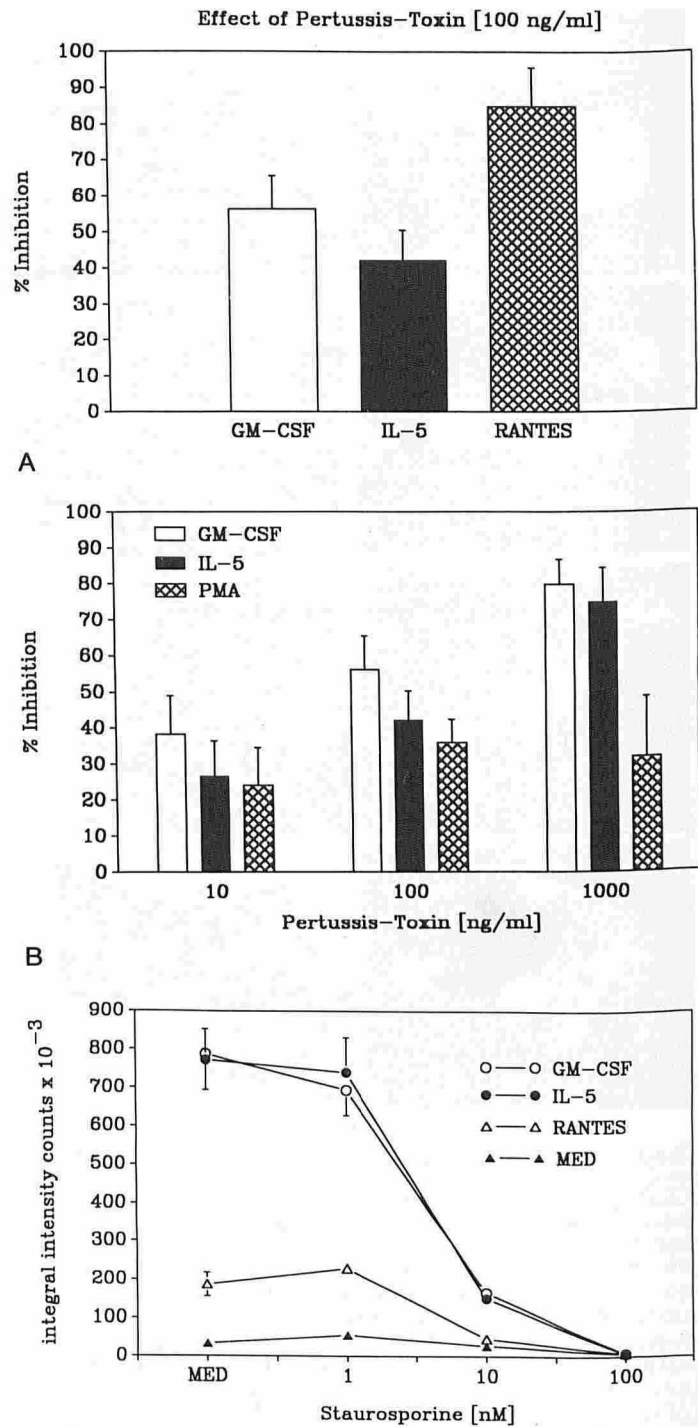 Effect of Pertussis-Toxin [100 ng/ml]
100
90
80
70
60
50
40
30
20
10
0
% Inhibition
GM-CSF IL-5 RANTES
A
100
90
80
70
60
50
40
30
20
10
0
% Inhibition
GM-CSF
IL-5
PMA
10 100 1000
Pertussis-Toxin [ng/ml]
B
900
800
700
600
500
400
300
200
100
0
integral intensity counts x 10⁻³
GM-CSF
IL-5
RANTES
MED
MED 1 10 100
Staurosporine [nM]